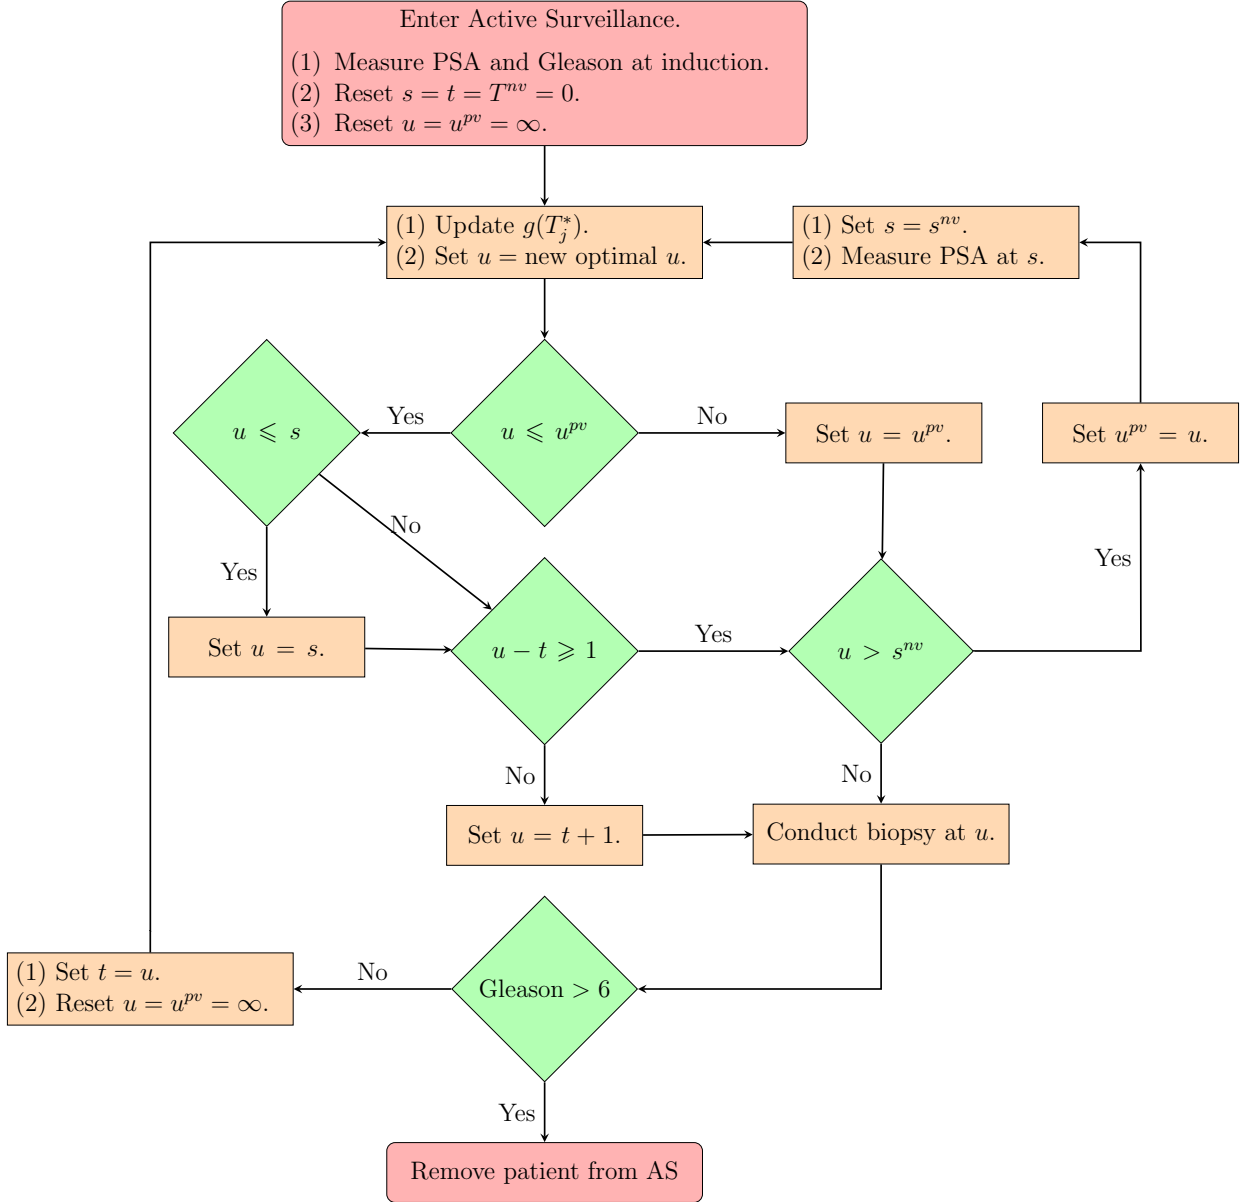 Enter Active Surveillance.
(1) Measure PSA and Gleason at induction.
(2) Reset s = t = T^{nv} = 0.
(3) Reset u = u^{pv} = ∞.
(1) Update g(T_j^*).
(2) Set u = new optimal u.
(1) Set s = s^{nv}.
(2) Measure PSA at s.
u ⩽ s
Yes
u ⩽ u^{pv}
No
Set u = u^{pv}.
Set u^{pv} = u.
No
Yes
Yes
Set u = s.
u − t ⩾ 1
Yes
u > s^{nv}
No
No
Set u = t + 1.
Conduct biopsy at u.
(1) Set t = u.
(2) Reset u = u^{pv} = ∞.
No
Gleason > 6
Yes
Remove patient from AS